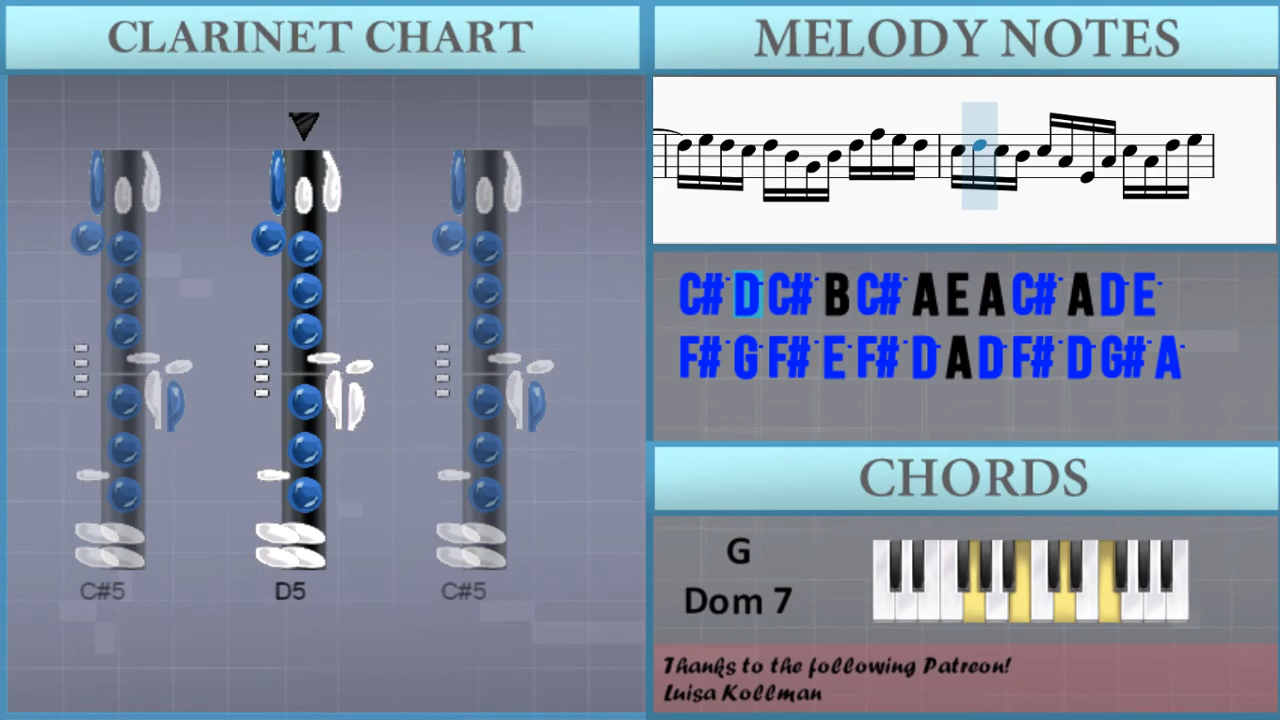 CLARINET CHART
C#5 D5 C#5
MELODY NOTES
C# D C# B C# A E A C# A D E
F# G F# E F# D A D F# D G# A
CHORDS
G
Dom 7
Thanks to the following Patreon!
Luisa Kollman